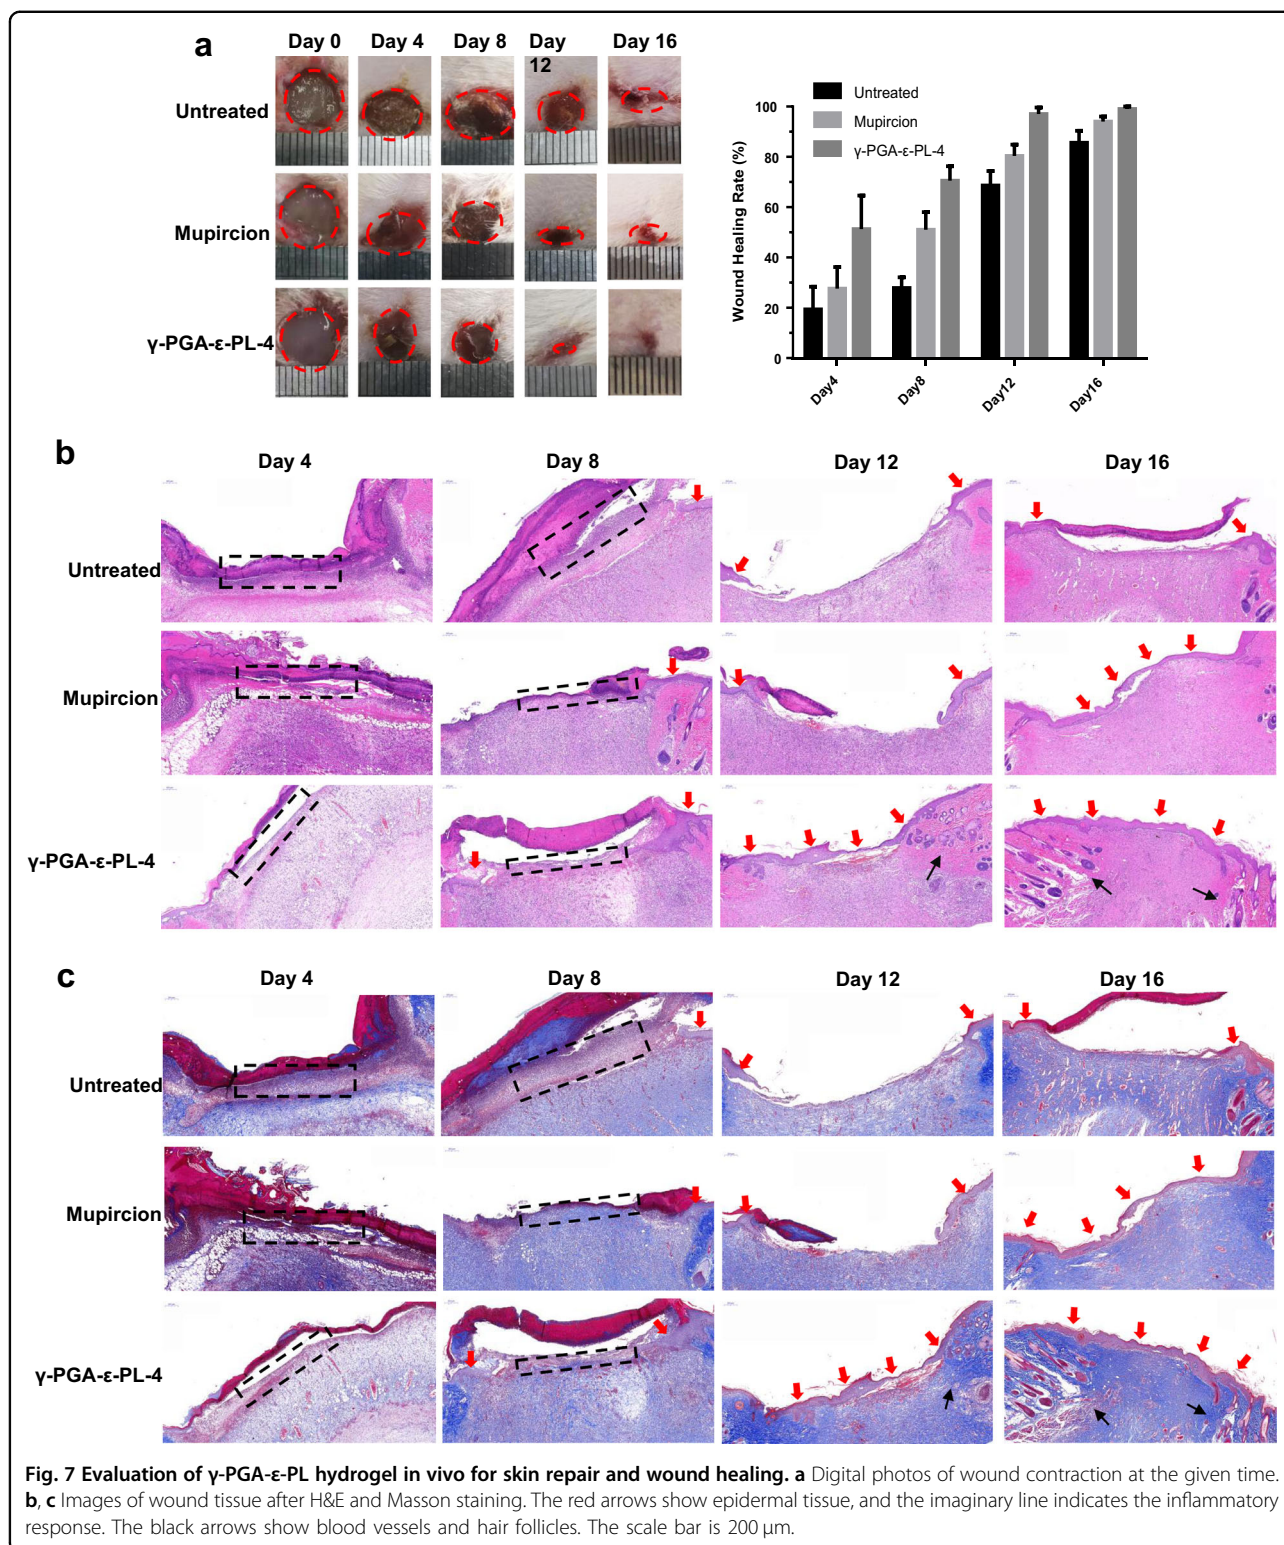 a
Day 0
Day 4
Day 8
Day
12
Day 16
Untreated
Mupircion
γ-PGA-ε-PL-4
Untreated
Mupircion
γ-PGA-ε-PL-4
Wound Healing Rate (%)
100
80
60
40
20
0
Day4
Day8
Day12
Day16
b
Day 4
Day 8
Day 12
Day 16
Untreated
Mupircion
γ-PGA-ε-PL-4
c
Day 4
Day 8
Day 12
Day 16
Untreated
Mupircion
γ-PGA-ε-PL-4
Fig. 7 Evaluation of γ-PGA-ε-PL hydrogel in vivo for skin repair and wound healing. a Digital photos of wound contraction at the given time.
b, c Images of wound tissue after H&E and Masson staining. The red arrows show epidermal tissue, and the imaginary line indicates the inflammatory
response. The black arrows show blood vessels and hair follicles. The scale bar is 200 μm.